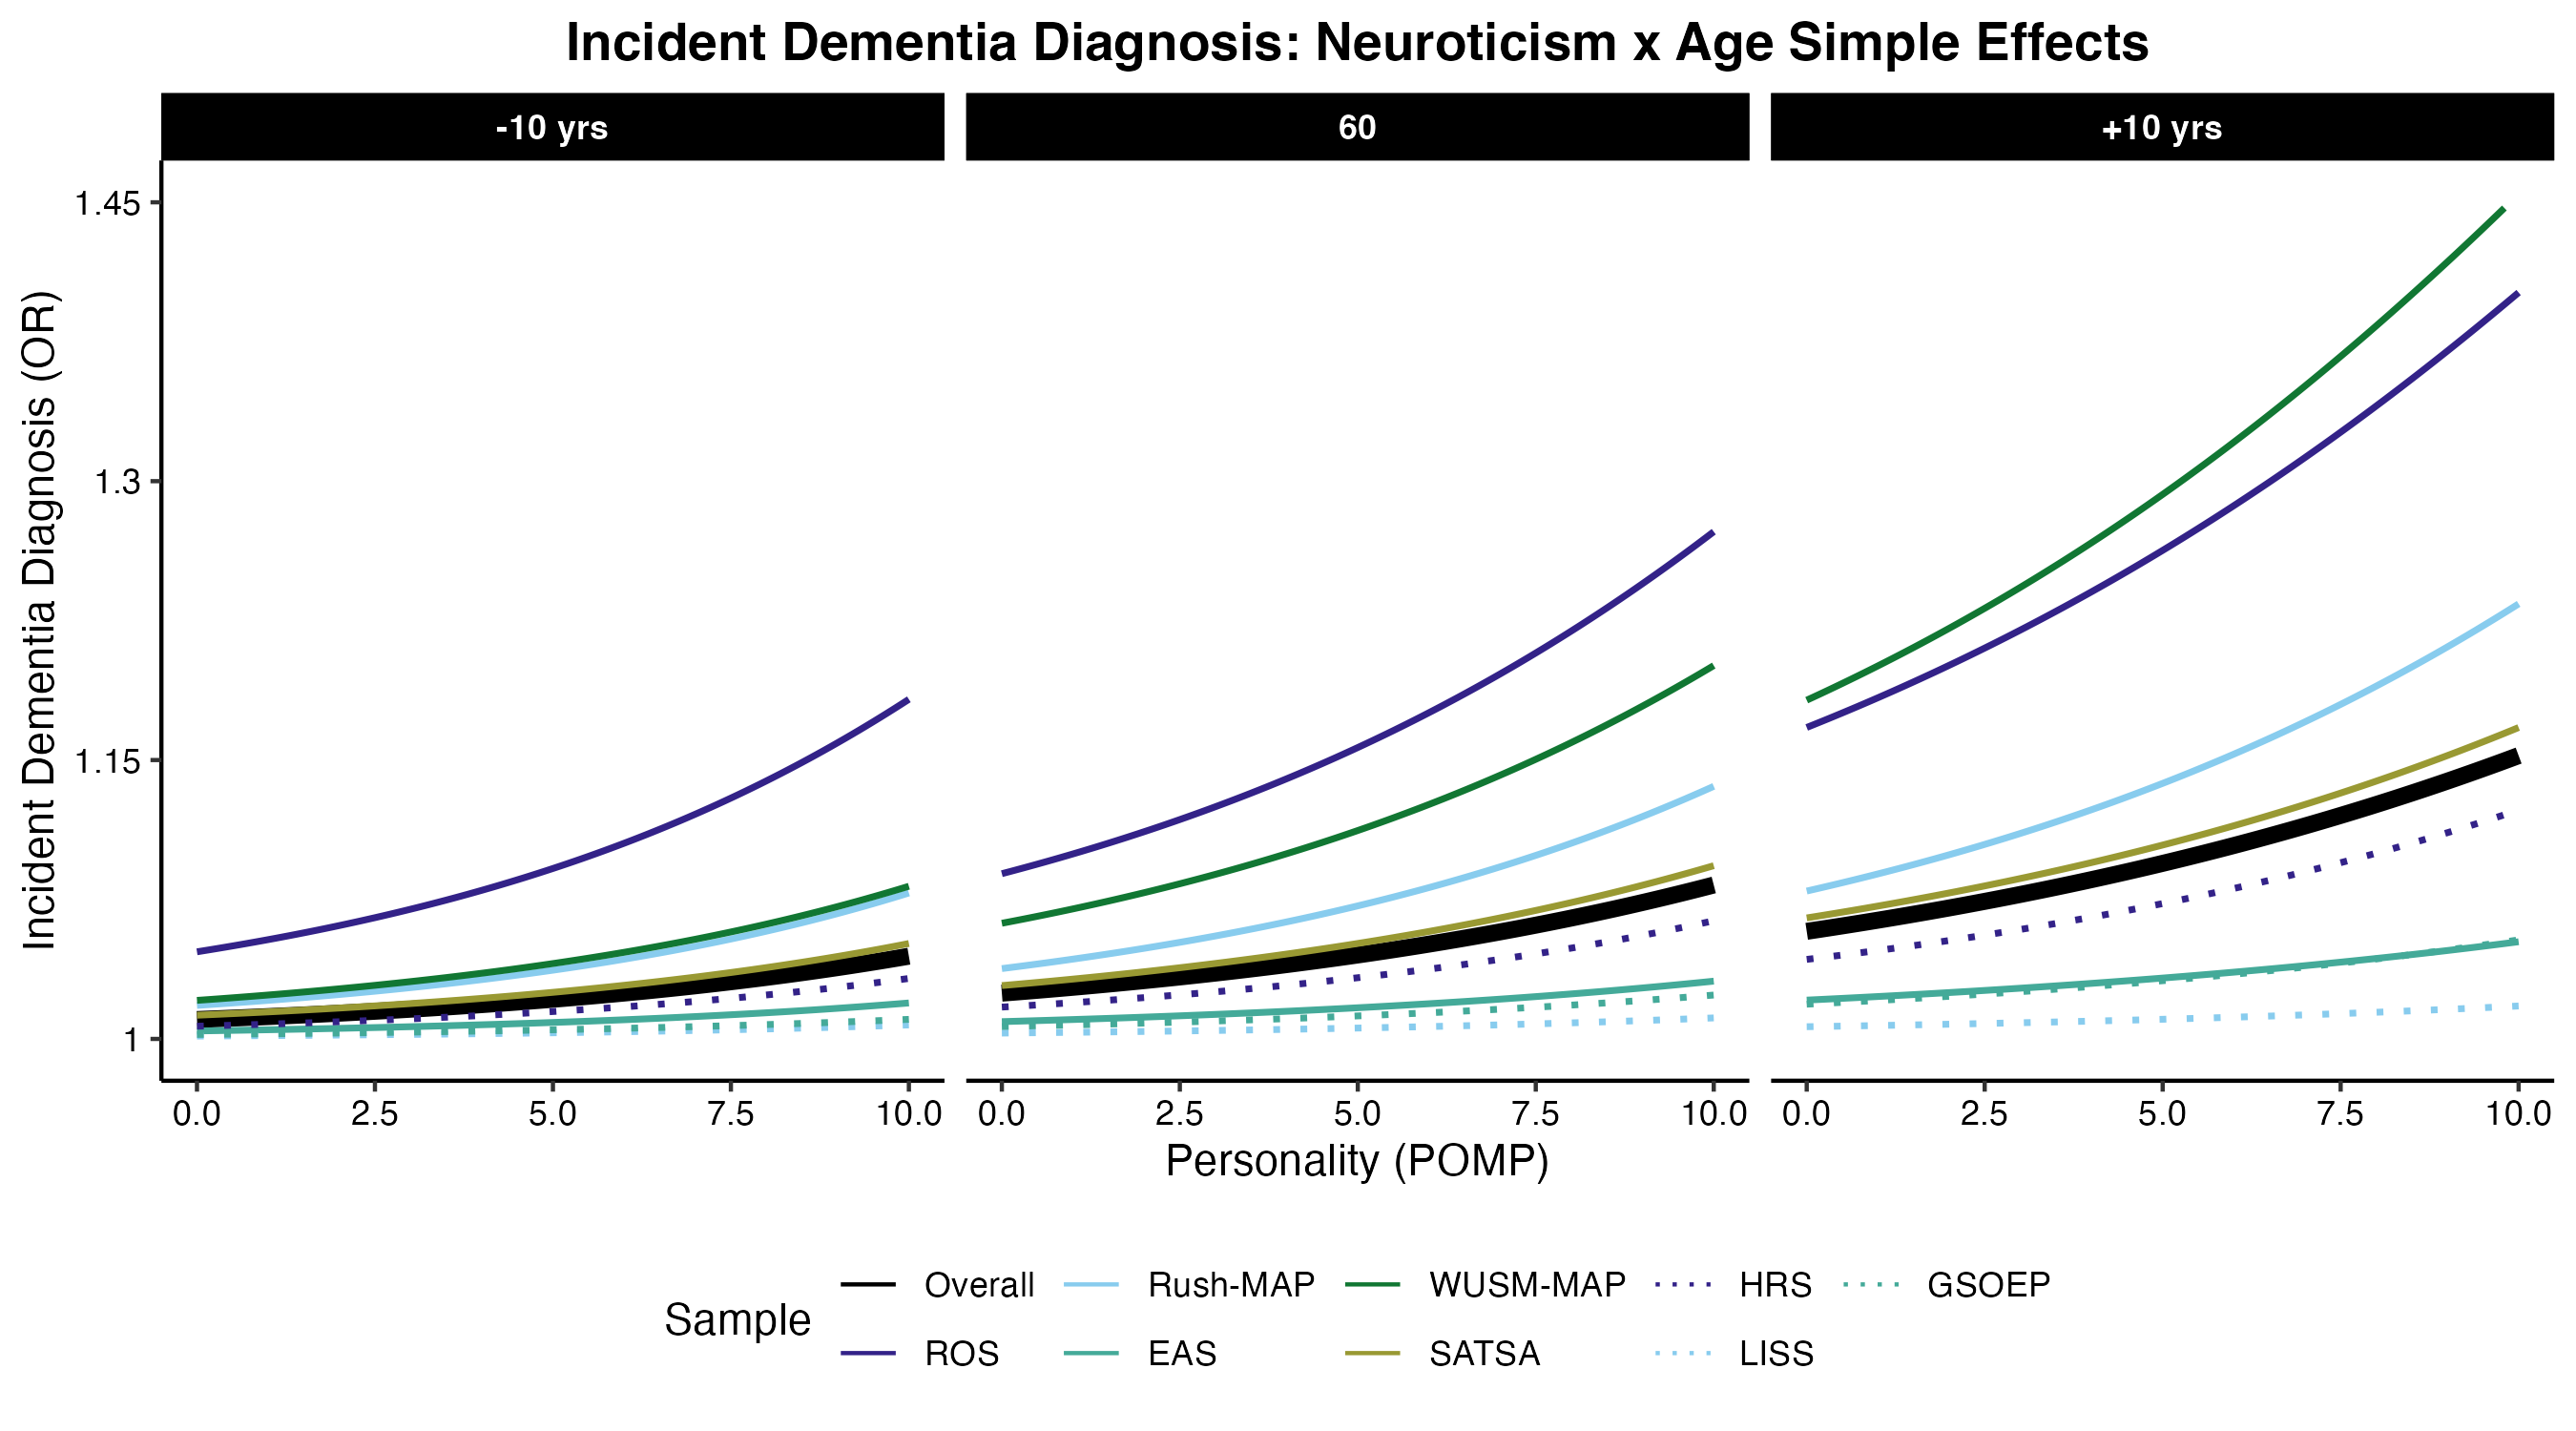 Incident Dementia Diagnosis: Neuroticism x Age Simple Effects
-10 yrs
60
+10 yrs
Incident Dementia Diagnosis (OR)
1.45
1.3
1.15
1
0.0 2.5 5.0 7.5 10.0
0.0 2.5 5.0 7.5 10.0
0.0 2.5 5.0 7.5 10.0
Personality (POMP)
Sample
Overall Rush-MAP WUSM-MAP HRS GSOEP
ROS EAS SATSA LISS